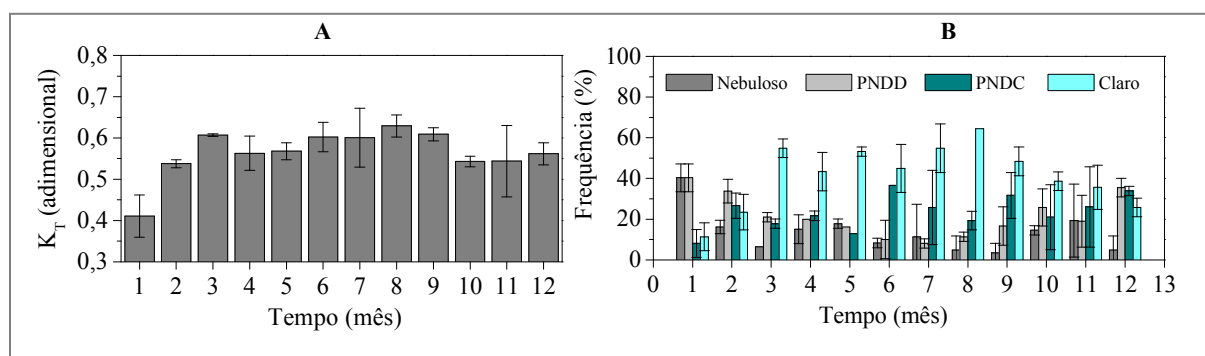 A
K_T (adimensional)
0,8
0,7
0,6
0,5
0,4
0,3
1 2 3 4 5 6 7 8 9 10 11 12
Tempo (mês)
B
Frequência (%)
100
80
60
40
20
0
Nebuloso PNDD PNDC Claro
0 1 2 3 4 5 6 7 8 9 10 11 12 13
Tempo (mês)